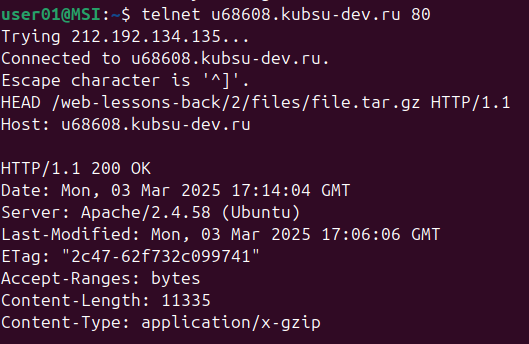 user01@MSI:~$ telnet u68608.kubsu-dev.ru 80
Trying 212.192.134.135...
Connected to u68608.kubsu-dev.ru.
Escape character is '^]'.
HEAD /web-lessons-back/2/files/file.tar.gz HTTP/1.1
Host: u68608.kubsu-dev.ru

HTTP/1.1 200 OK
Date: Mon, 03 Mar 2025 17:14:04 GMT
Server: Apache/2.4.58 (Ubuntu)
Last-Modified: Mon, 03 Mar 2025 17:06:06 GMT
ETag: "2c47-62f732c099741"
Accept-Ranges: bytes
Content-Length: 11335
Content-Type: application/x-gzip